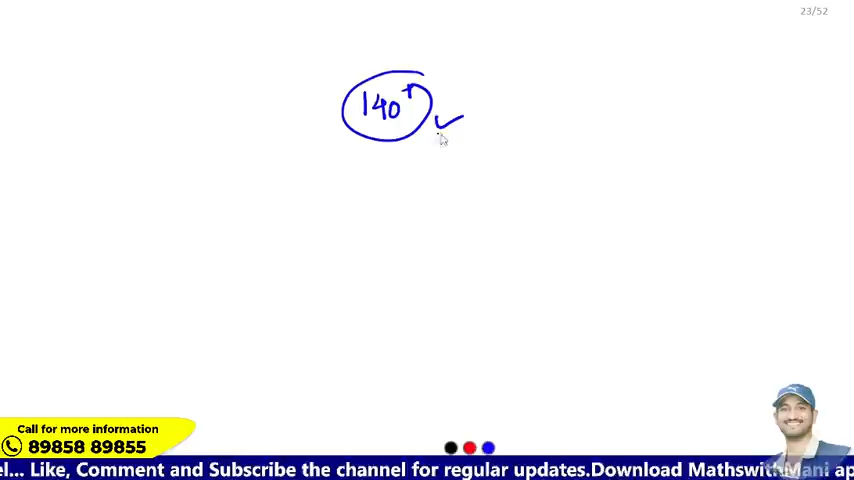 23/52
140+
Call for more information
89858 89855
el... Like, Comment and Subscribe the channel for regular updates.Download MathswithMani ap